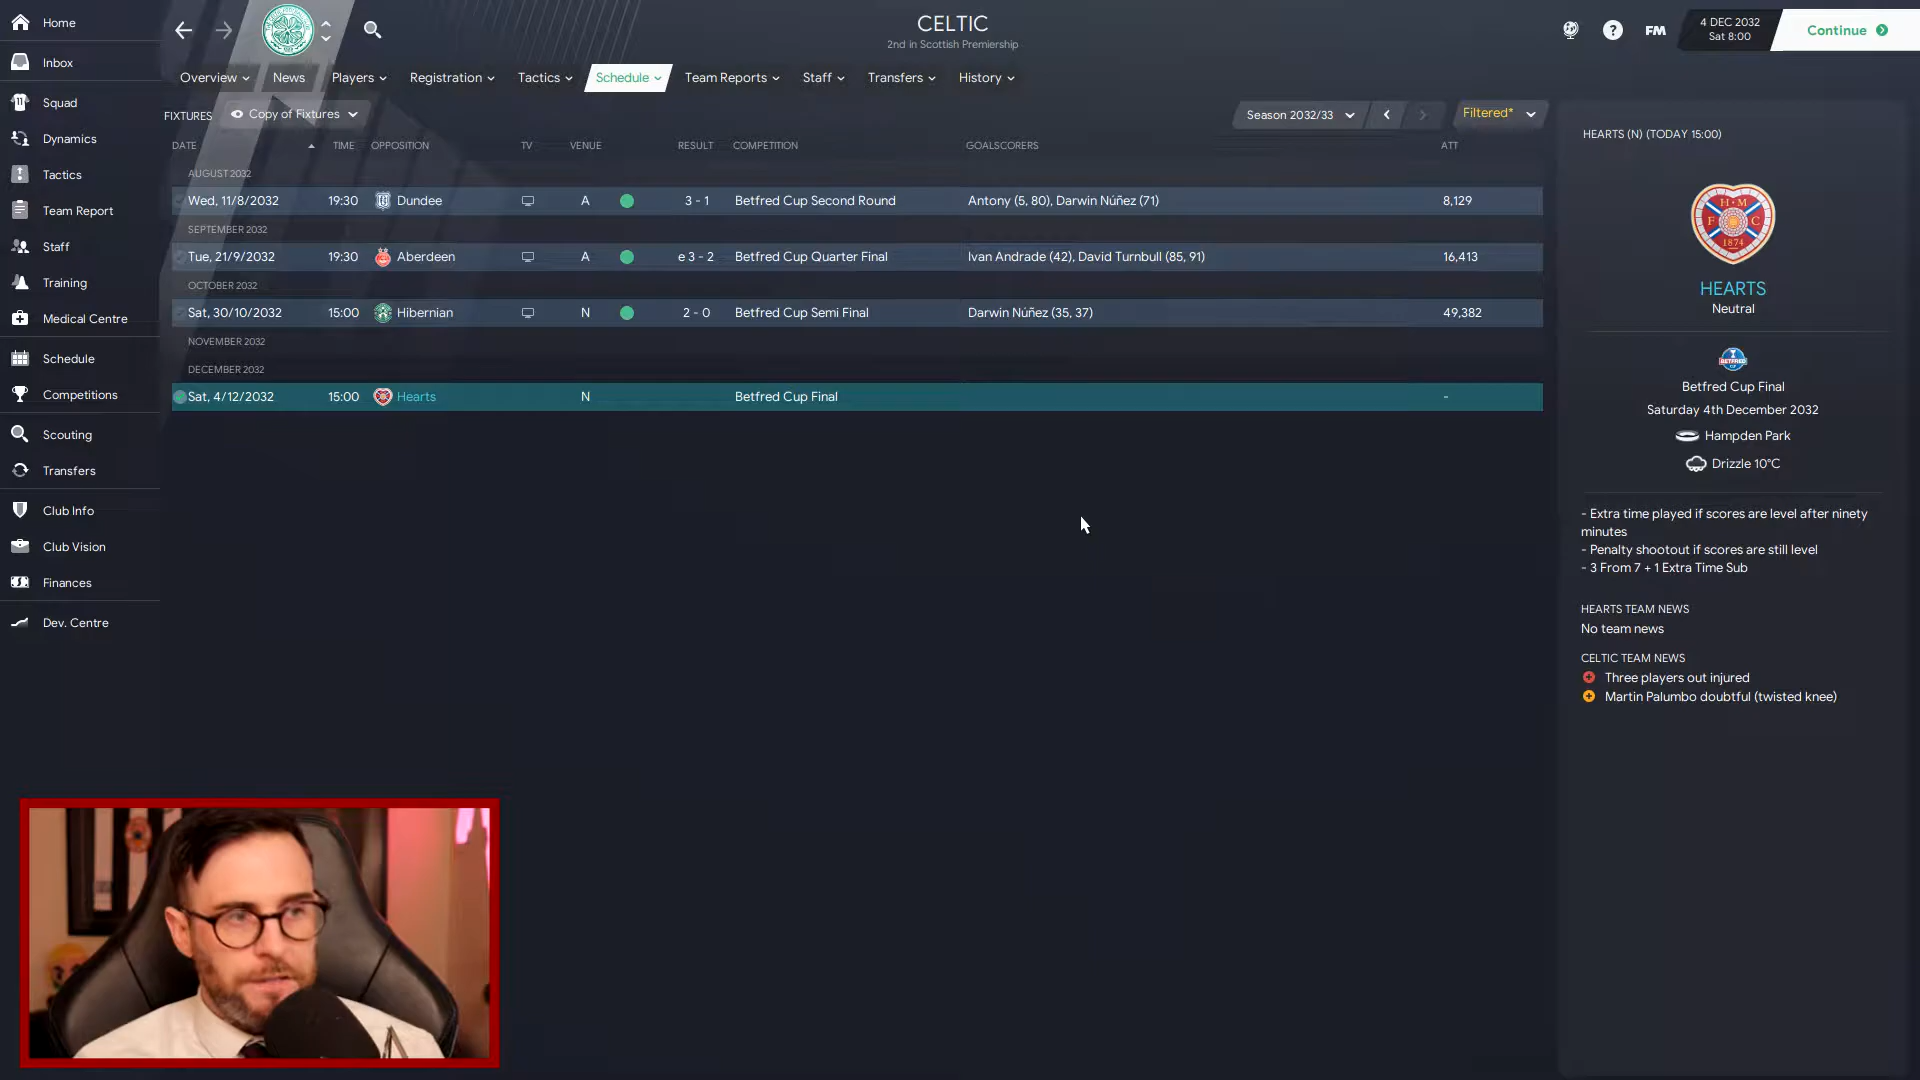 Home
Inbox
Squad
Dynamics
Tactics
Team Report
Staff
Training
Medical Centre
Schedule
Competitions
Scouting
Transfers
Club Info
Club Vision
Finances
Dev. Centre
CELTIC
2nd in Scottish Premiership
? FM
4 DEC 2032
Sat 8:00
Continue
Overview News Players Registration Tactics Schedule Team Reports Staff Transfers History
FIXTURES Copy of Fixtures Season 2032/33 Filtered*
DATE TIME OPPOSITION TV VENUE RESULT COMPETITION GOALSCORERS ATT
AUGUST 2032
Wed, 11/8/2032 19:30 Dundee A 3 - 1 Betfred Cup Second Round Antony (5, 80), Darwin Núñez (71) 8,129
SEPTEMBER 2032
Tue, 21/9/2032 19:30 Aberdeen A e 3 - 2 Betfred Cup Quarter Final Ivan Andrade (42), David Turnbull (85, 91) 16,413
OCTOBER 2032
Sat, 30/10/2032 15:00 Hibernian N 2 - 0 Betfred Cup Semi Final Darwin Núñez (35, 37) 49,382
NOVEMBER 2032
DECEMBER 2032
Sat, 4/12/2032 15:00 Hearts N Betfred Cup Final -
HEARTS (N) (TODAY 15:00)
H M
F C
1874
HEARTS
Neutral
BETFRED
Betfred Cup Final
Saturday 4th December 2032
Hampden Park
Drizzle 10°C
- Extra time played if scores are level after ninety
minutes
- Penalty shootout if scores are still level
- 3 From 7 + 1 Extra Time Sub
HEARTS TEAM NEWS
No team news
CELTIC TEAM NEWS
Three players out injured
Martin Palumbo doubtful (twisted knee)